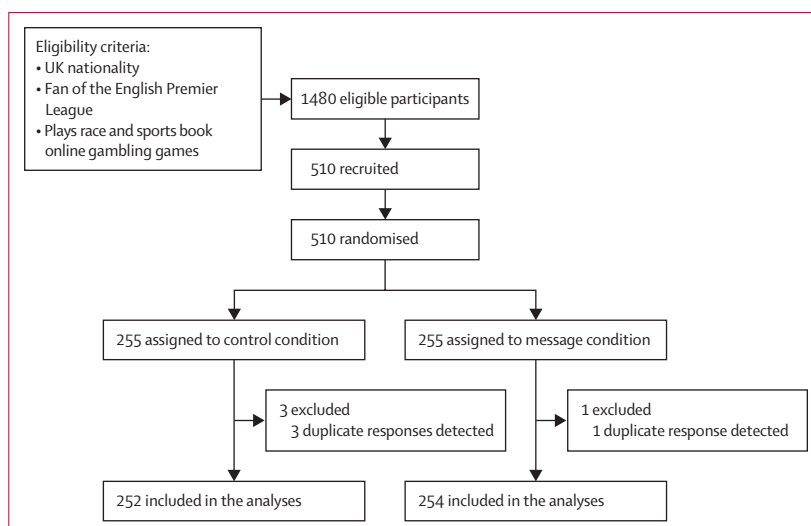 Eligibility criteria:
• UK nationality
• Fan of the English Premier
League
• Plays race and sports book
online gambling games
1480 eligible participants
510 recruited
510 randomised
255 assigned to control condition
255 assigned to message condition
3 excluded
3 duplicate responses detected
1 excluded
1 duplicate response detected
252 included in the analyses
254 included in the analyses